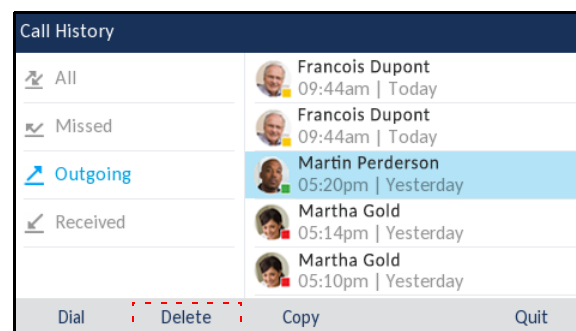 Call History
All
Missed
Outgoing
Received
Francois Dupont
09:44am | Today
Francois Dupont
09:44am | Today
Martin Perderson
05:20pm | Yesterday
Martha Gold
05:14pm | Yesterday
Martha Gold
05:10pm | Yesterday
Dial Delete Copy Quit